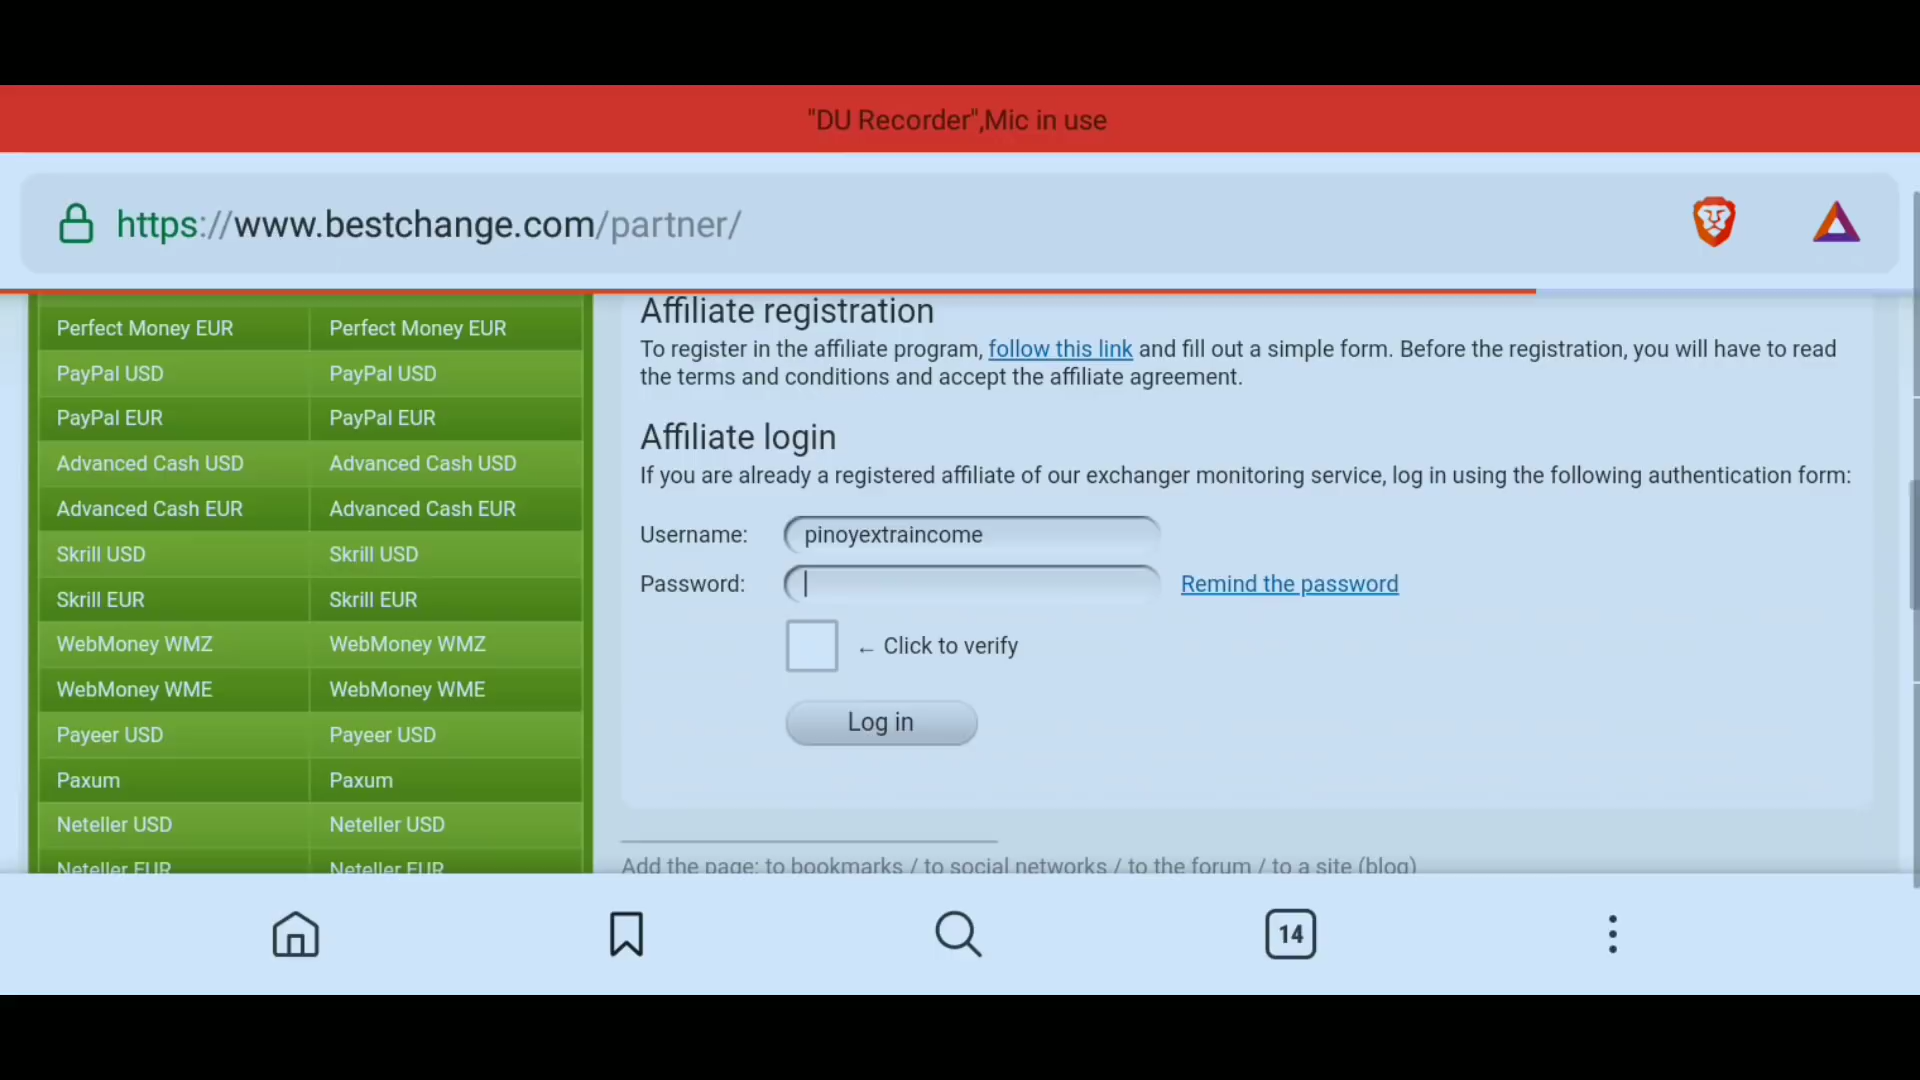 "DU Recorder",Mic in use
https://www.bestchange.com/partner/
Perfect Money EUR Perfect Money EUR
PayPal USD PayPal USD
PayPal EUR PayPal EUR
Advanced Cash USD Advanced Cash USD
Advanced Cash EUR Advanced Cash EUR
Skrill USD Skrill USD
Skrill EUR Skrill EUR
WebMoney WMZ WebMoney WMZ
WebMoney WME WebMoney WME
Payeer USD Payeer USD
Paxum Paxum
Neteller USD Neteller USD
Neteller EUR Neteller EUR
Affiliate registration
To register in the affiliate program, follow this link and fill out a simple form. Before the registration, you will have to read
the terms and conditions and accept the affiliate agreement.
Affiliate login
If you are already a registered affiliate of our exchanger monitoring service, log in using the following authentication form:
Username: pinoyextraincome
Password: Remind the password
← Click to verify
Log in
Add the page: to bookmarks / to social networks / to the forum / to a site (blog)
14